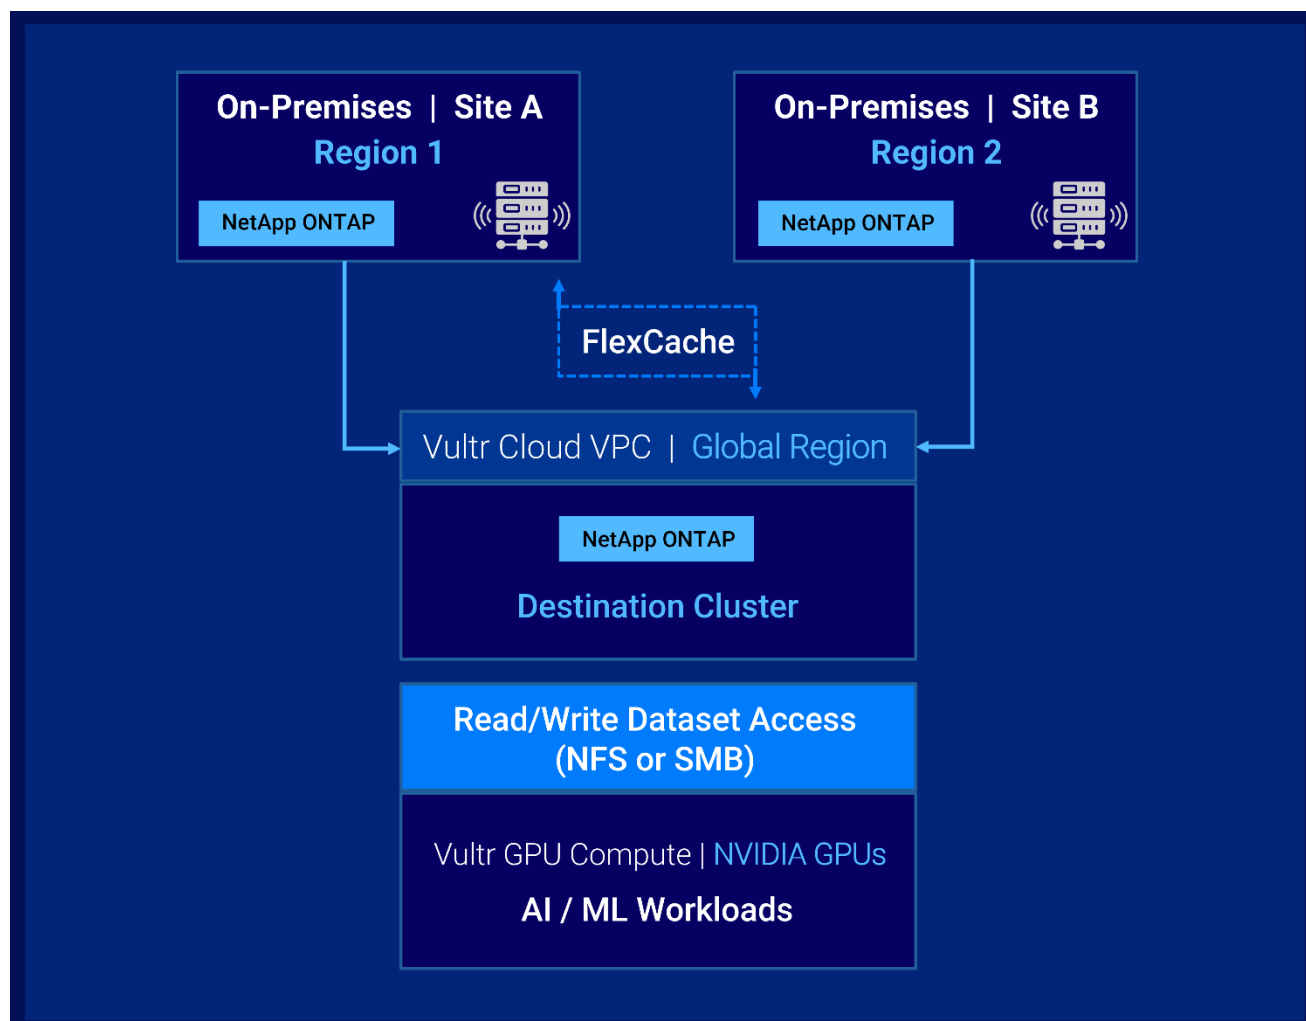 On-Premises | Site A
Region 1
NetApp ONTAP
On-Premises | Site B
Region 2
NetApp ONTAP
FlexCache
Vultr Cloud VPC | Global Region
NetApp ONTAP
Destination Cluster
Read/Write Dataset Access
(NFS or SMB)
Vultr GPU Compute | NVIDIA GPUs
AI / ML Workloads